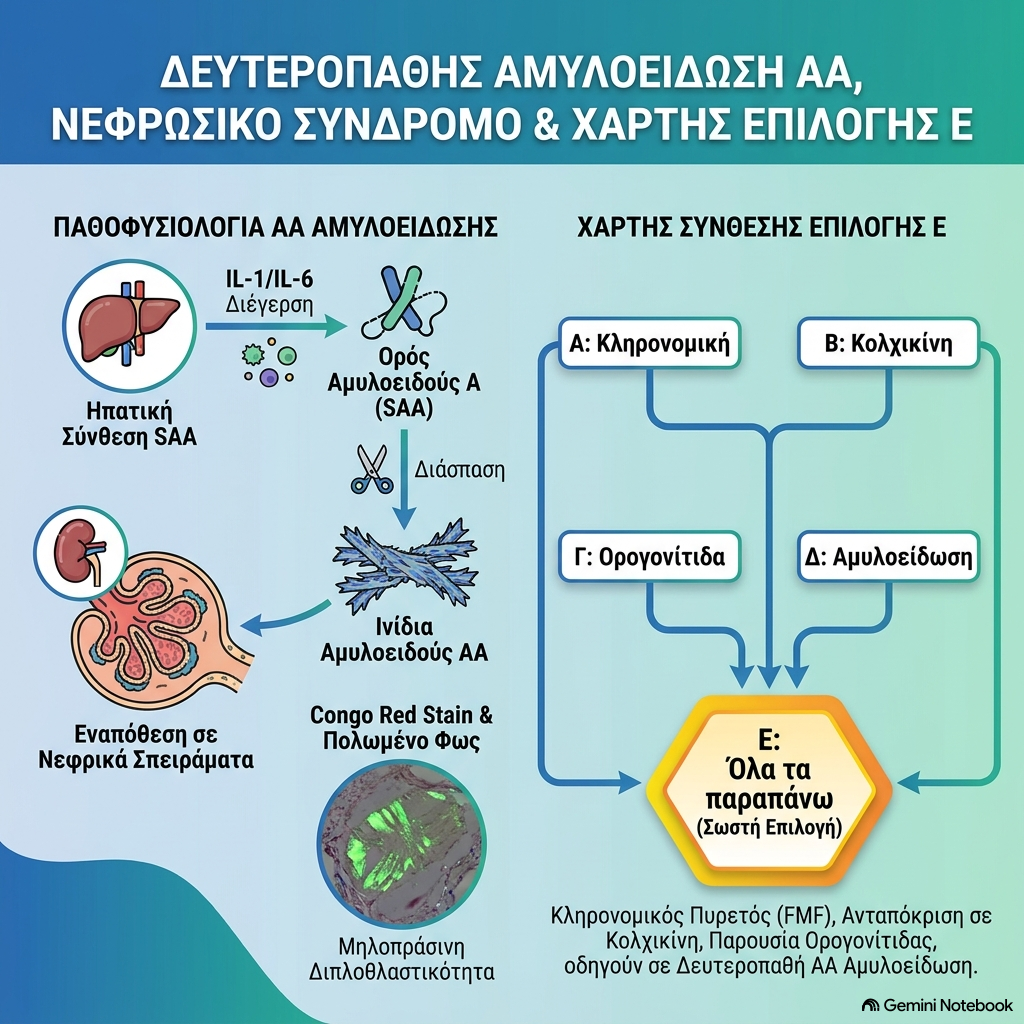 ΔΕΥΤΕΡΟΠΑΘΗΣ ΑΜΥΛΟΕΙΔΩΣΗ ΑΑ,
ΝΕΦΡΩΣΙΚΟ ΣΥΝΔΡΟΜΟ & ΧΑΡΤΗΣ ΕΠΙΛΟΓΗΣ Ε
ΠΑΘΟΦΥΣΙΟΛΟΓΙΑ ΑΑ ΑΜΥΛΟΕΙΔΩΣΗΣ
IL-1/IL-6
Διέγερση
Ηπατική
Σύνθεση SAA
Ορός
Αμυλοειδούς Α
(SAA)
Διάσπαση
Ινίδια
Αμυλοειδούς ΑΑ
Εναπόθεση σε
Νεφρικά Σπειράματα
Congo Red Stain &
Πολωμένο Φως
Μηλοπράσινη
Διπλοθλαστικότητα
ΧΑΡΤΗΣ ΣΥΝΘΕΣΗΣ ΕΠΙΛΟΓΗΣ Ε
Α: Κληρονομική
Β: Κολχικίνη
Γ: Ορογονίτιδα
Δ: Αμυλοείδωση
Ε:
Όλα τα
παραπάνω
(Σωστή Επιλογή)
Κληρονομικός Πυρετός (FMF), Ανταπόκριση σε
Κολχικίνη, Παρουσία Ορογονίτιδας,
οδηγούν σε Δευτεροπαθή ΑΑ Αμυλοείδωση.
Gemini Notebook